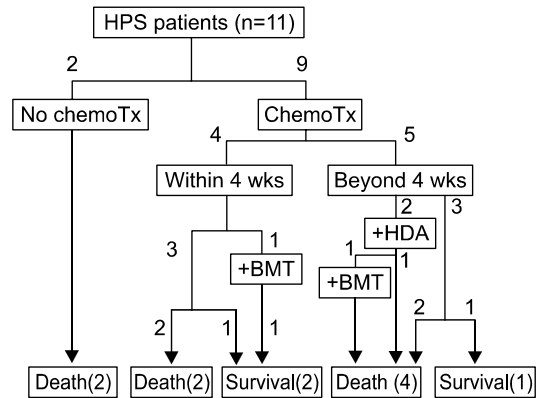 HPS patients (n=11)
2 9
No chemoTx ChemoTx
4 5
Within 4 wks Beyond 4 wks
2 3
+HDA
3 1 1 1
+BMT +BMT
2 1 1 2 1
Death(2) Death(2) Survival(2) Death (4) Survival(1)